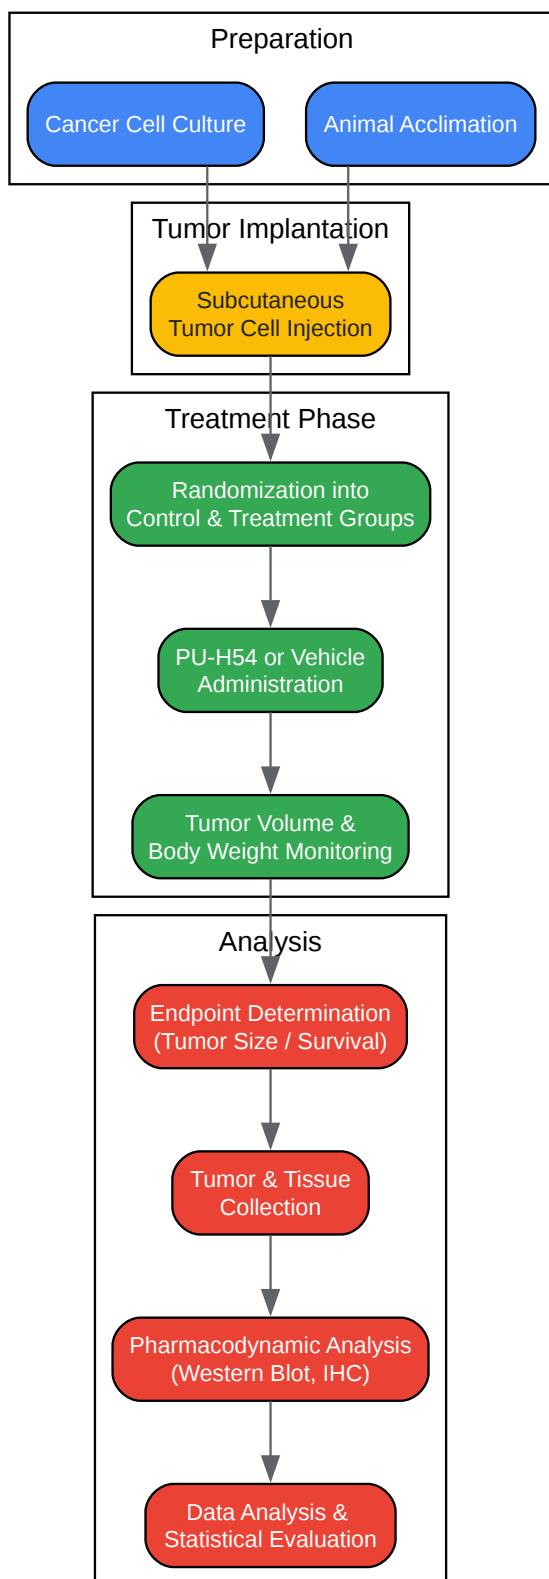 Preparation
Cancer Cell Culture
Animal Acclimation
Tumor Implantation
Subcutaneous
Tumor Cell Injection
Treatment Phase
Randomization into
Control & Treatment Groups
PU-H54 or Vehicle
Administration
Tumor Volume &
Body Weight Monitoring
Analysis
Endpoint Determination
(Tumor Size / Survival)
Tumor & Tissue
Collection
Pharmacodynamic Analysis
(Western Blot, IHC)
Data Analysis &
Statistical Evaluation